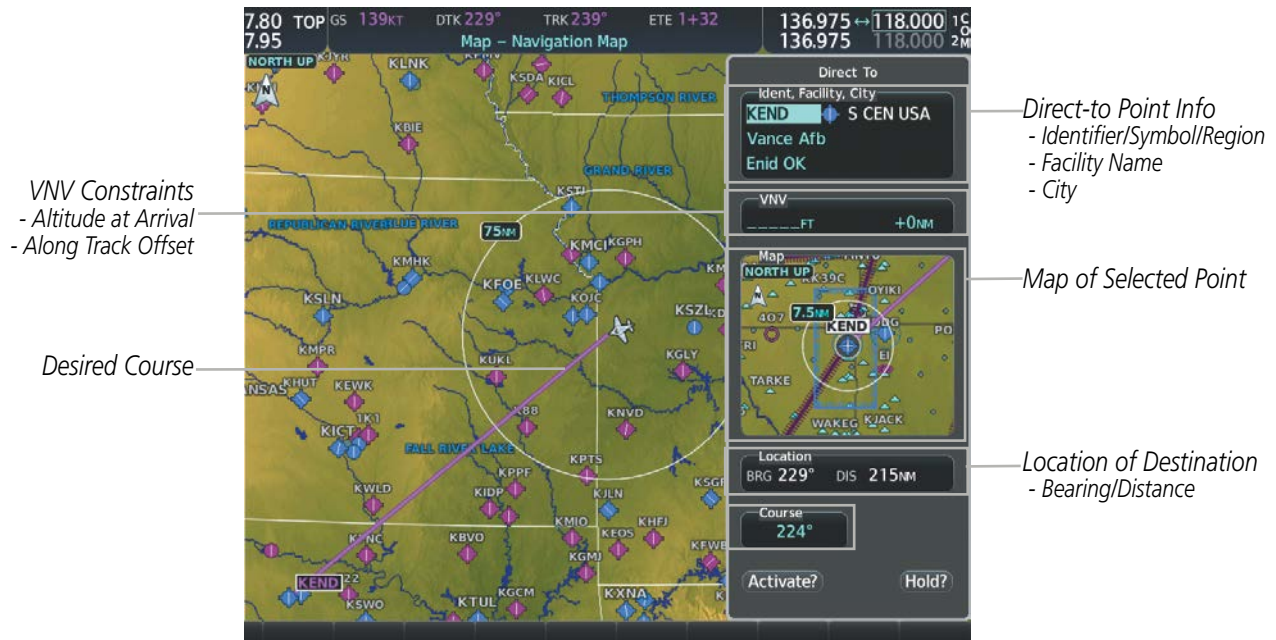 7.80 TOP GS 139KT DTK 229° TRK 239° ETE 1+32 136.975 ↔ 118.000
7.95 Map – Navigation Map 136.975 118.000
NORTH UP
N
KLNK
KSDA KICL
THOMPSON RIVER
KBIE
GRAND RIVER
KSTJ
REPUBLICAN RIVER BLUE RIVER
75NM
KMCI KGPH
KMHK
KFOE KLWC
KOJC
KSLN
KSZL
KMPR
KUKL
KGLY
KHUT KEWK
1K1
K88
KNVD
KICT
FALL RIVER LAKE
KPTS
KPPF
KWLD
KIDP
KJLN
KMIO
KHFJ
KBVO
KEOS
KGMJ
KEND
KSWO
KTUL
KGCM
KXNA
Direct To
Ident, Facility, City
KEND S CEN USA
Vance Afb
Enid OK
VNV
_____FT +0NM
Map
NORTH UP
N
OYIKI
407
7.5NM
KEND
PO
RI
EI
TARKE
WAKEG KJACK
Location
BRG 229° DIS 215NM
Course
224°
Activate? Hold?
VNV Constraints
- Altitude at Arrival
- Along Track Offset
Desired Course
Direct-to Point Info
- Identifier/Symbol/Region
- Facility Name
- City
Map of Selected Point
Location of Destination
- Bearing/Distance